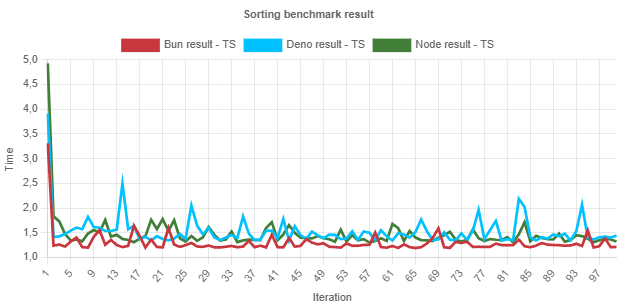 Sorting benchmark result
Bun result - TS Deno result - TS Node result - TS
5,0
4,5
4,0
3,5
3,0
2,5
2,0
1,5
1,0
Time
1 5 9 13 17 21 25 29 33 37 41 45 49 53 57 61 65 69 73 77 81 85 89 93 97
Iteration